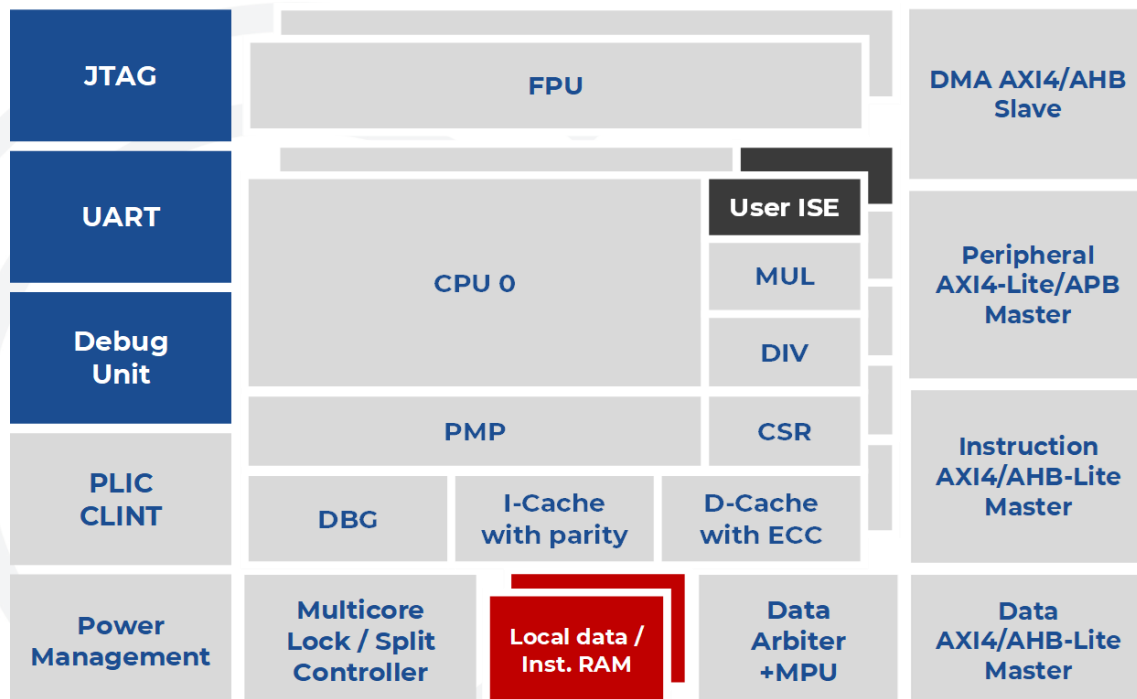 JTAG
FPU
DMA AXI4/AHB
Slave
UART
CPU 0
User ISE
MUL
DIV
Peripheral
AXI4-Lite/APB
Master
Debug
Unit
PMP
CSR
Instruction
AXI4/AHB-Lite
Master
PLIC
CLINT
DBG
I-Cache
with parity
D-Cache
with ECC
Power
Management
Multicore
Lock / Split
Controller
Local data /
Inst. RAM
Data
Arbiter
+MPU
Data
AXI4/AHB-Lite
Master